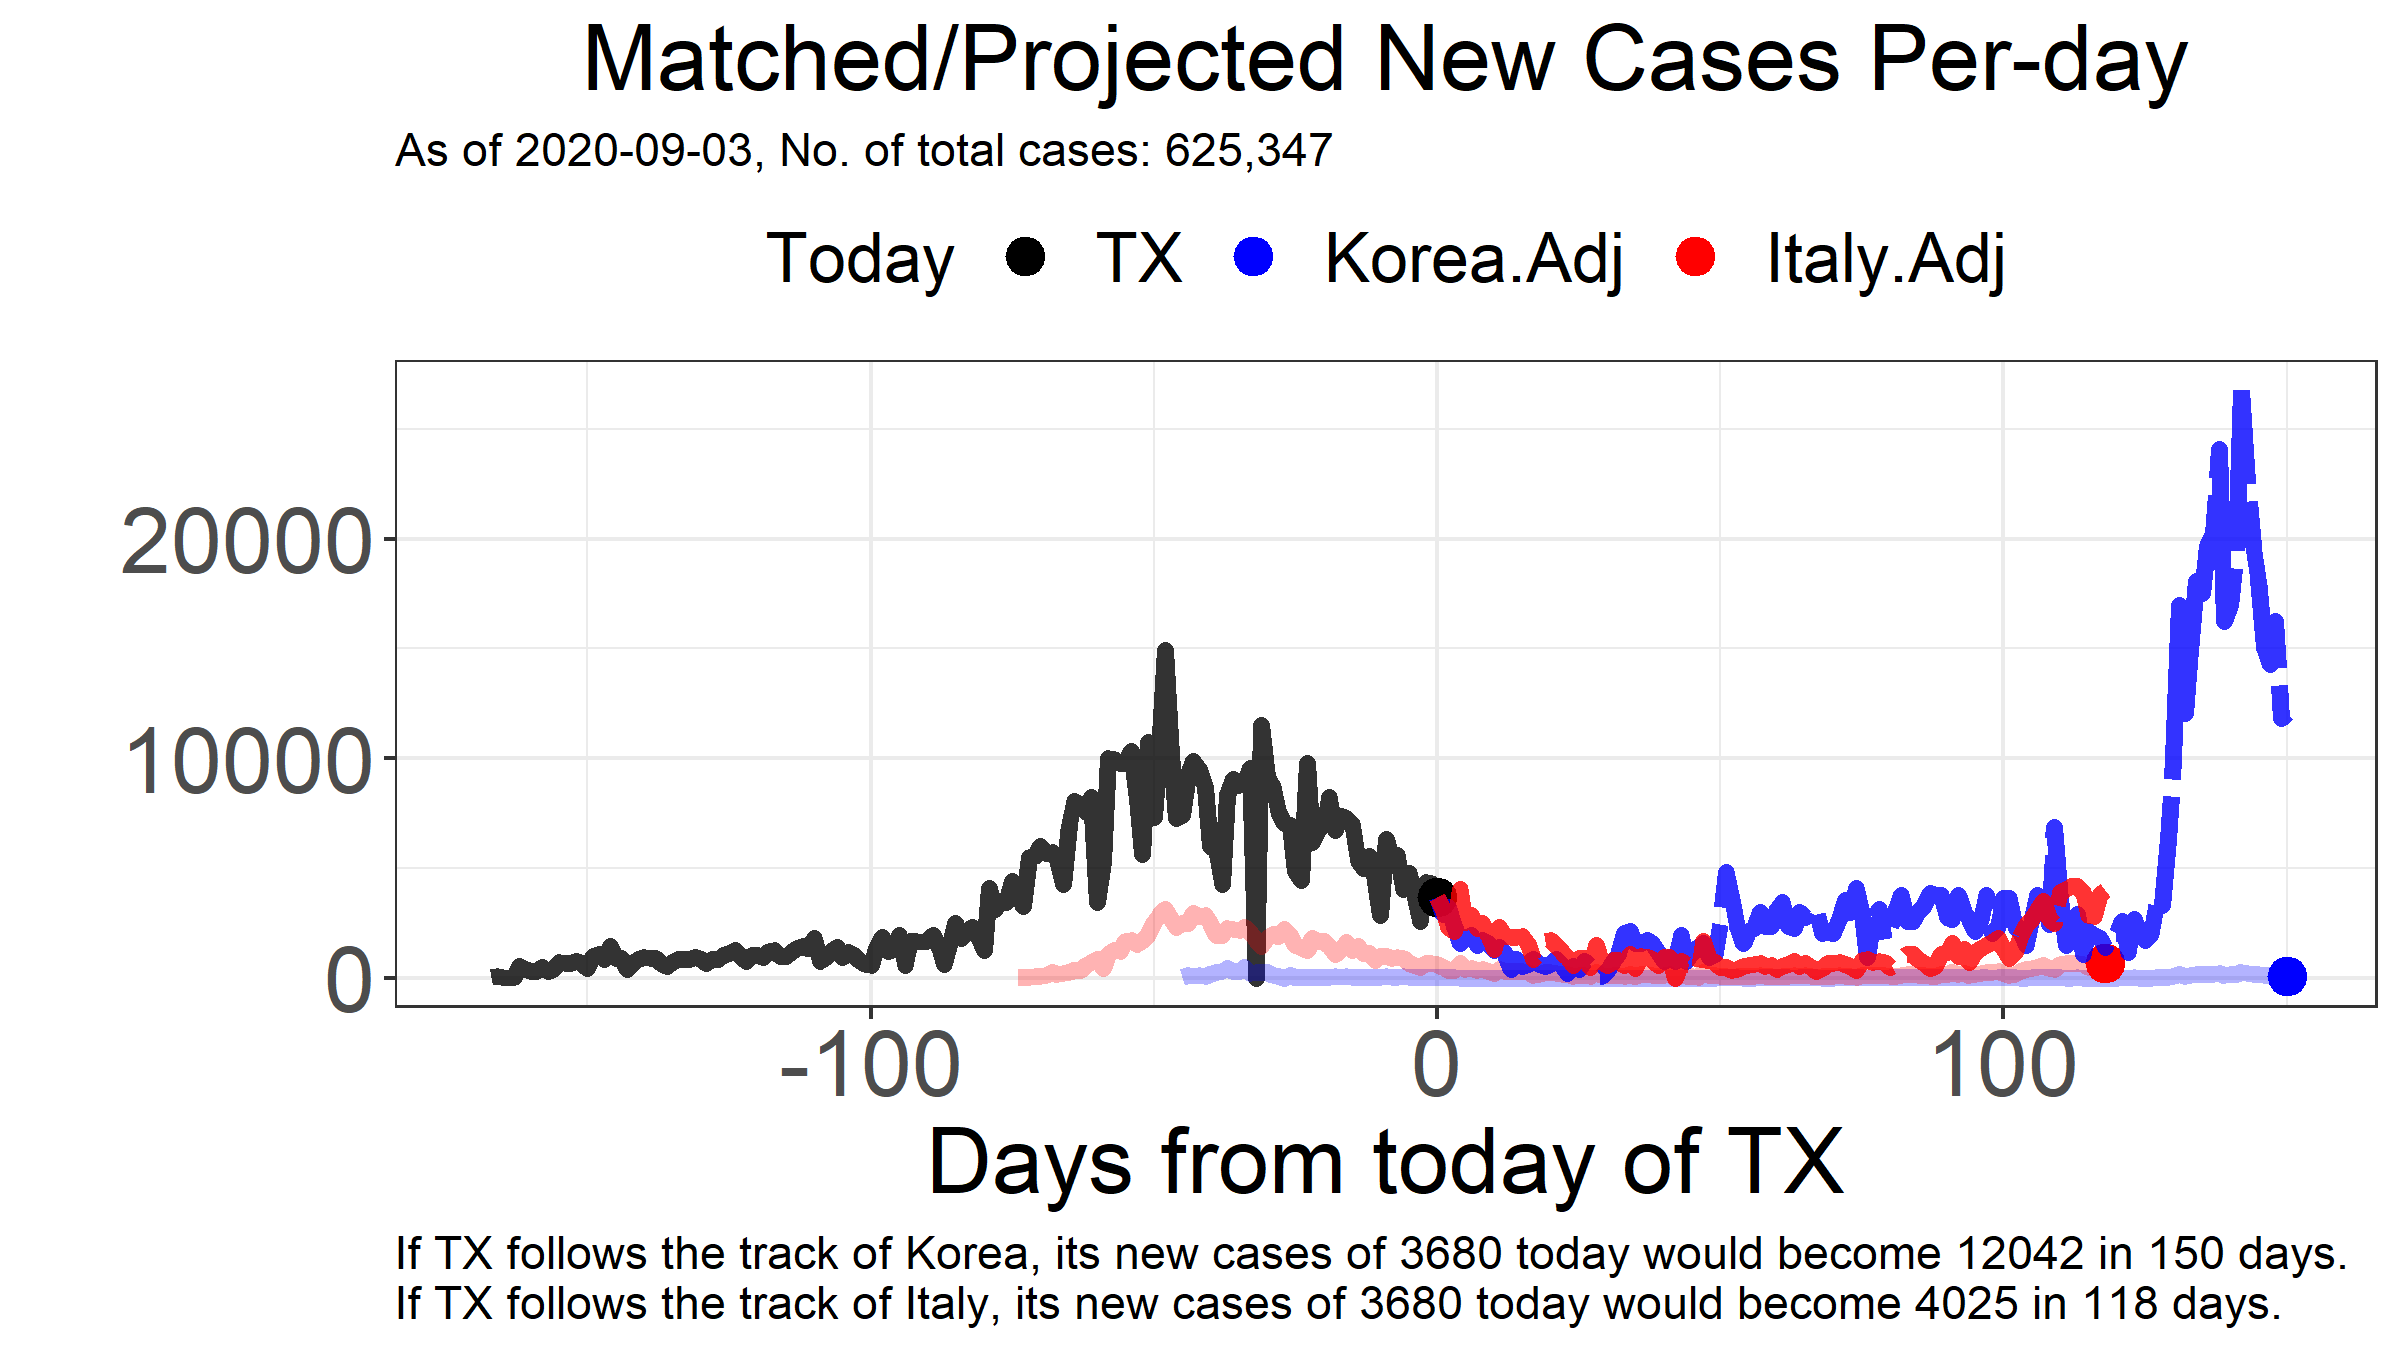 Matched/Projected New Cases Per-day
As of 2020-09-03, No. of total cases: 625,347
Today TX Korea.Adj Italy.Adj
20000
10000
0
-100 0 100
Days from today of TX
If TX follows the track of Korea, its new cases of 3680 today would become 12042 in 150 days.
If TX follows the track of Italy, its new cases of 3680 today would become 4025 in 118 days.